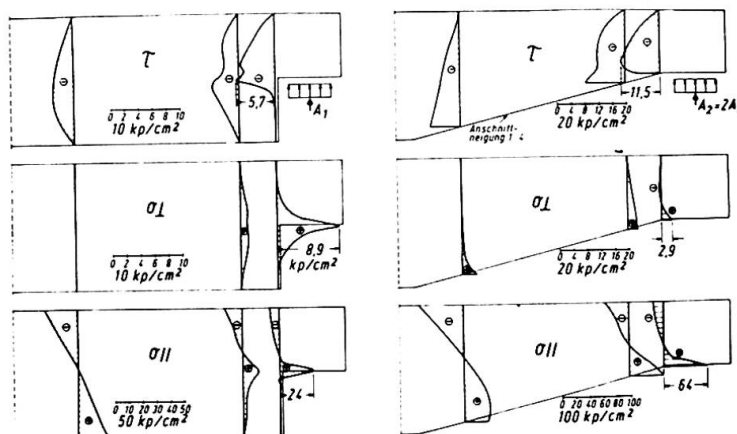 τ
⊖
⊖
⊖
5,7
A₁
0 2 4 6 8 10
10 kp/cm²
τ
⊖
⊖
⊖
11,5
A₂=2A
0 4 8 12 16 20
20 kp/cm²
Anschnitt-
neigung 1:4
σ⊥
⊕
⊕
8,9
kp/cm²
0 2 4 6 8 10
10 kp/cm²
σ⊥
⊖
⊕
2,9
0 4 8 12 16 20
20 kp/cm²
σ||
⊖
⊖
⊖
⊕
⊕
⊕
24
0 10 20 30 40 50
50 kp/cm²
σ||
⊖
⊖
⊖
⊕
⊕
⊕
64
0 20 40 60 80 100
100 kp/cm²